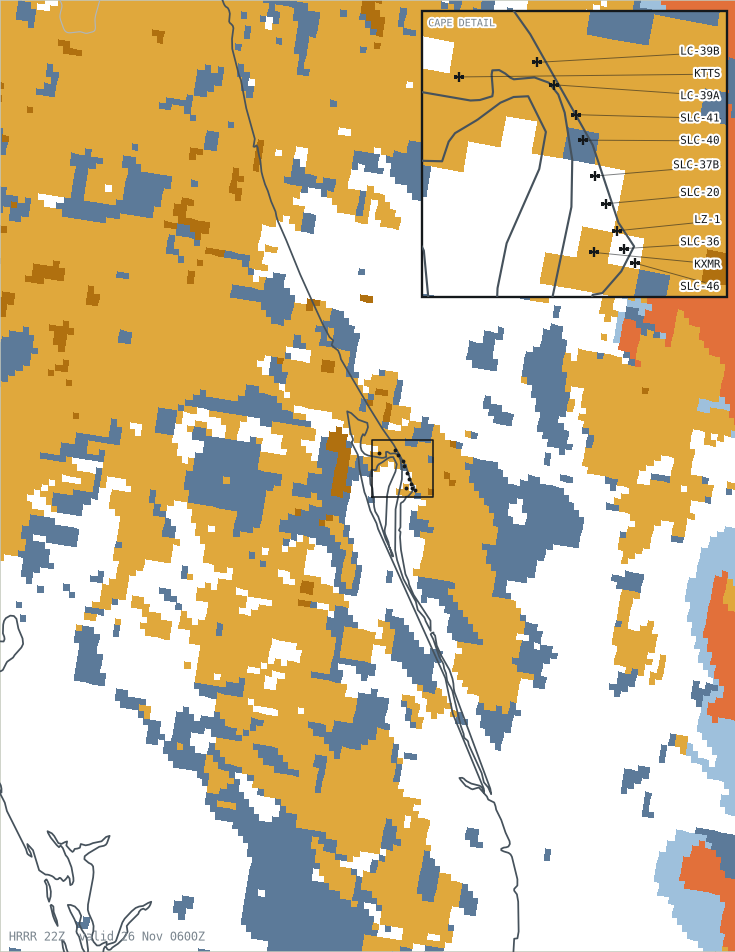 CAPE DETAIL
LC-39B
KTTS
LC-39A
SLC-41
SLC-40
SLC-37B
SLC-20
LZ-1
SLC-36
KXMR
SLC-46
HRRR 22Z valid 26 Nov 0600Z